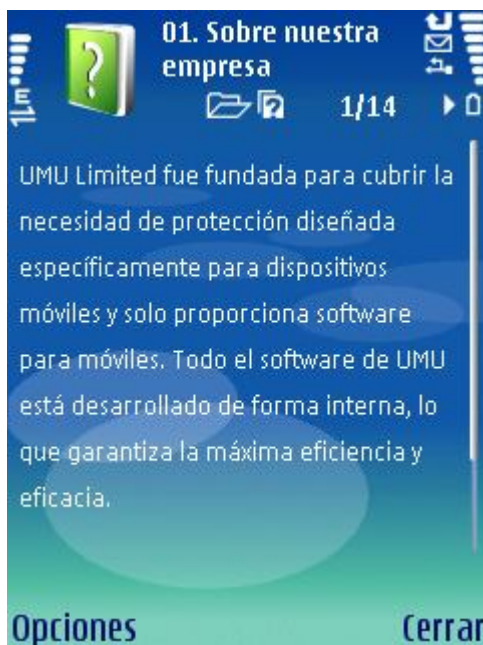 01. Sobre nuestra
empresa
1/14
UMU Limited fue fundada para cubrir la
necesidad de protección diseñada
específicamente para dispositivos
móviles y solo proporciona software
para móviles. Todo el software de UMU
está desarrollado de forma interna, lo
que garantiza la máxima eficiencia y
eficacia.
Opciones
Cerrar